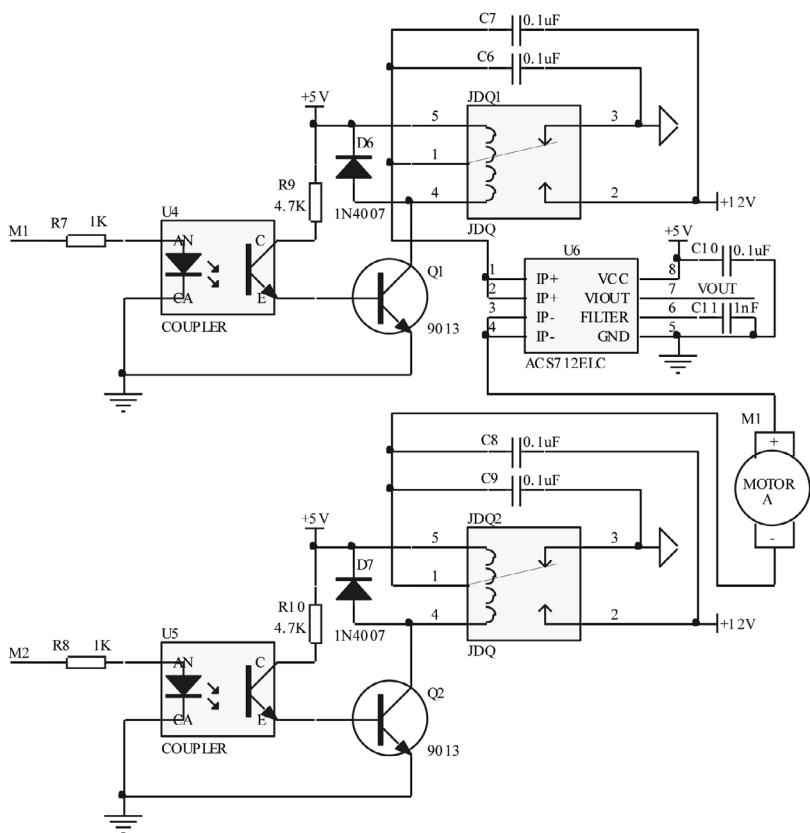 C7 0.1uF
C6 0.1uF
+5V
JDQ1
5 3
D6
1
R9
4.7K
4 2
+12V
1N4007
JDQ
U4
M1 R7 1K
AN C
CA E
COUPLER
Q1
9013
U6
+5V
C10 0.1uF
1 IP+ VCC 8
2 IP+ VIOUT 7 VOUT
3 IP- FILTER 6 C11 1nF
4 IP- GND 5
ACS712ELC
M1
+
MOTOR
A
-
C8 0.1uF
C9 0.1uF
+5V
JDQ2
5 3
D7
1
R10
4.7K
4 2
+12V
1N4007
JDQ
U5
M2 R8 1K
AN C
CA E
COUPLER
Q2
9013